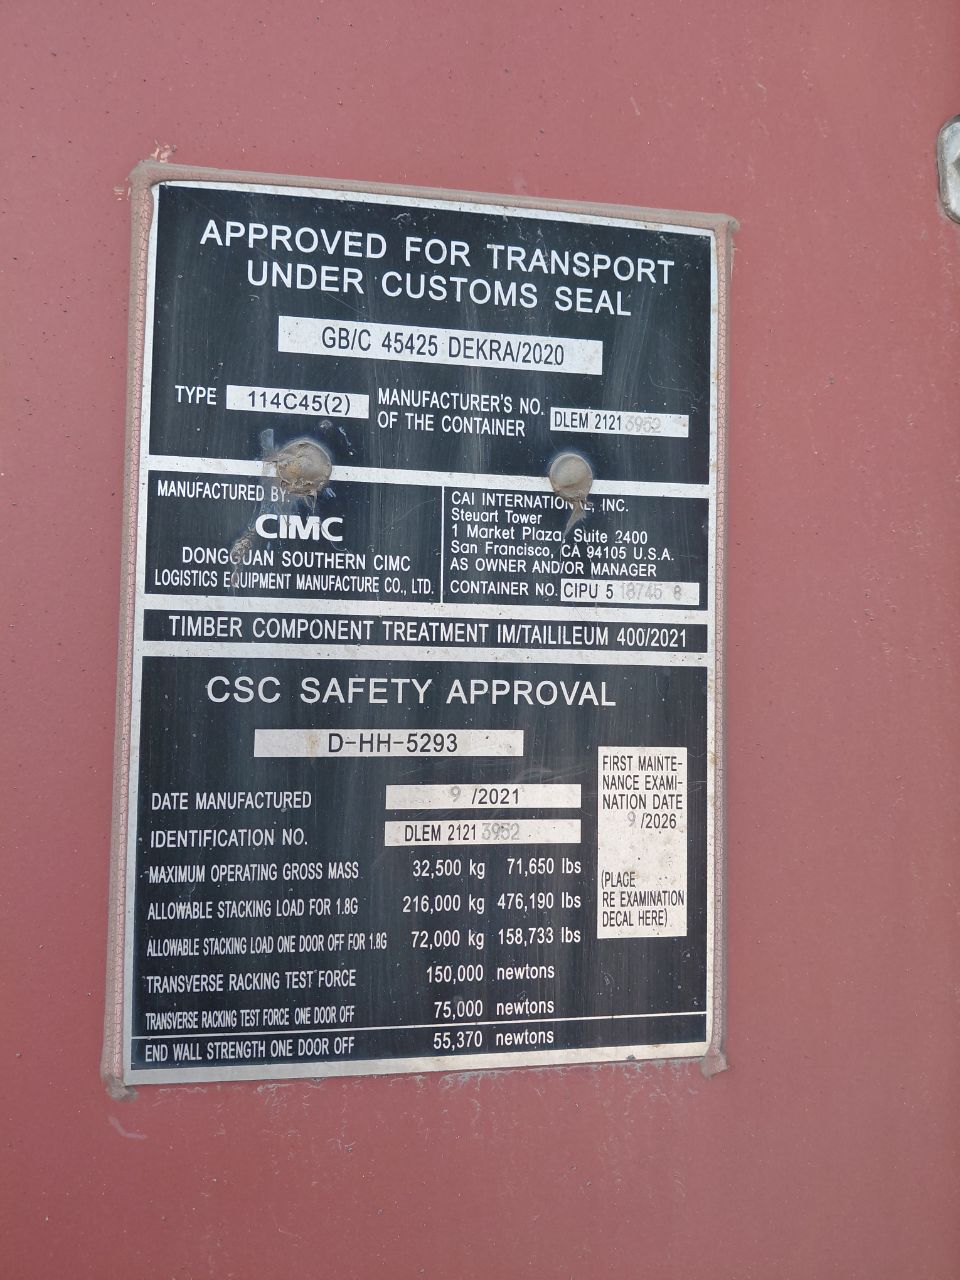 APPROVED FOR TRANSPORT
UNDER CUSTOMS SEAL
GB/C 45425 DEKRA/2020
TYPE 114C45(2)
MANUFACTURER'S NO.
OF THE CONTAINER
DLEM 2121 3952
MANUFACTURED BY:
CIMC
DONGGUAN SOUTHERN CIMC
LOGISTICS EQUIPMENT MANUFACTURE CO., LTD.
CAI INTERNATIONAL, INC.
Steuart Tower
1 Market Plaza, Suite 2400
San Francisco, CA 94105 U.S.A.
AS OWNER AND/OR MANAGER
CONTAINER NO. CIPU 5 18745 8
TIMBER COMPONENT TREATMENT IM/TAILILEUM 400/2021
CSC SAFETY APPROVAL
D-HH-5293
DATE MANUFACTURED 9 /2021
IDENTIFICATION NO. DLEM 2121 3952
MAXIMUM OPERATING GROSS MASS 32,500 kg 71,650 lbs
ALLOWABLE STACKING LOAD FOR 1.8G 216,000 kg 476,190 lbs
ALLOWABLE STACKING LOAD ONE DOOR OFF FOR 1.8G 72,000 kg 158,733 lbs
TRANSVERSE RACKING TEST FORCE 150,000 newtons
TRANSVERSE RACKING TEST FORCE ONE DOOR OFF 75,000 newtons
END WALL STRENGTH ONE DOOR OFF 55,370 newtons
FIRST MAINTE-
NANCE EXAMI-
NATION DATE
9 /2026
(PLACE
RE EXAMINATION
DECAL HERE)